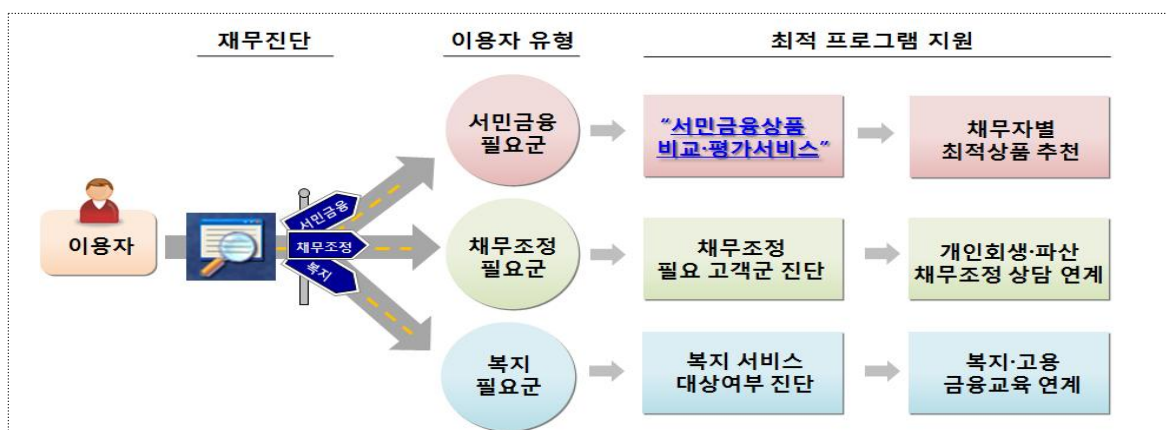 재무진단
이용자 유형
최적 프로그램 지원
이용자
서민금융
채무조정
복지
서민금융
필요군
“서민금융상품
비교·평가서비스”
채무자별
최적상품 추천
채무조정
필요군
채무조정
필요 고객군 진단
개인회생·파산
채무조정 상담 연계
복지
필요군
복지 서비스
대상여부 진단
복지·고용
금융교육 연계